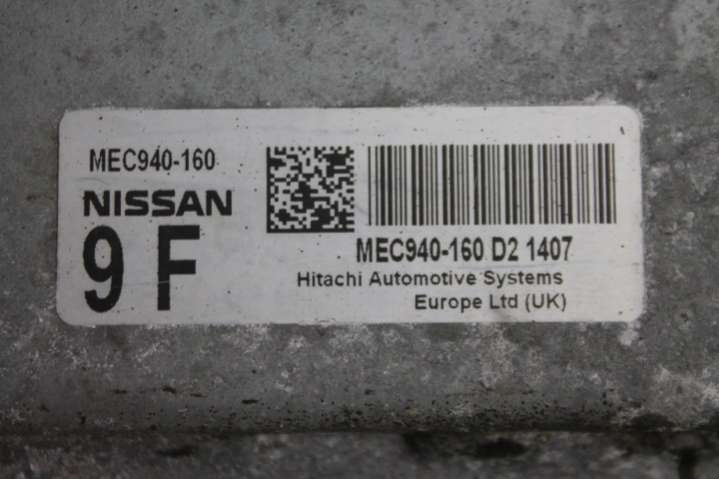 MEC940-160
NISSAN
9 F
MEC940-160 D2 1407
Hitachi Automotive Systems
Europe Ltd (UK)